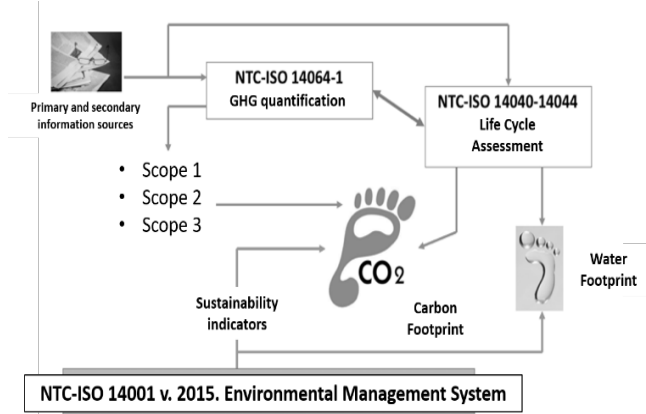 NTC-ISO 14064-1
GHG quantification
NTC-ISO 14040-14044
Life Cycle
Assessment
Primary and secondary
information sources
• Scope 1
• Scope 2
• Scope 3
CO2
Water
Footprint
Sustainability
indicators
Carbon
Footprint
NTC-ISO 14001 v. 2015. Environmental Management System